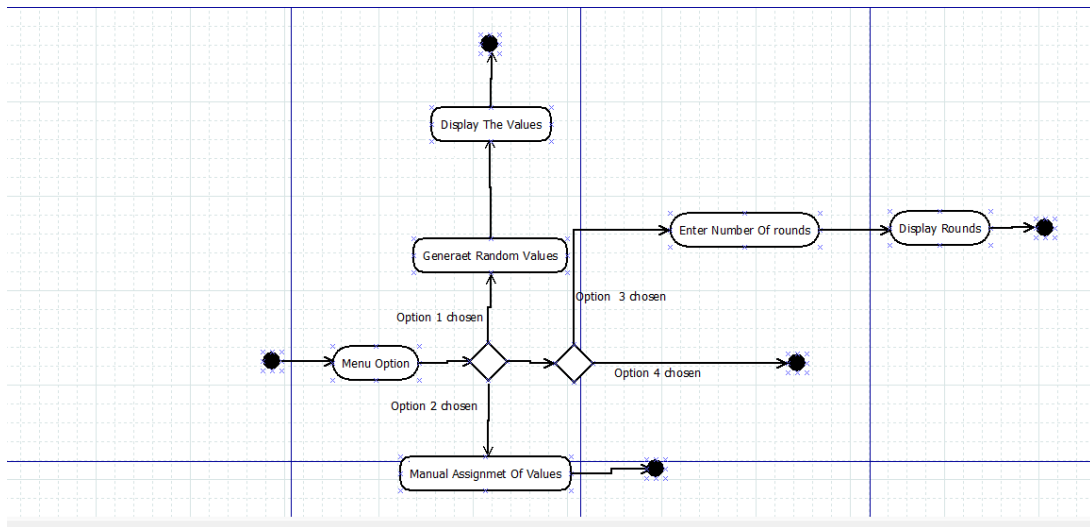 Display The Values
Enter Number Of rounds
Display Rounds
Generaet Random Values
Option  3 chosen
Option 1 chosen
Menu Option
Option 4 chosen
Option 2 chosen
Manual Assignmet Of Values